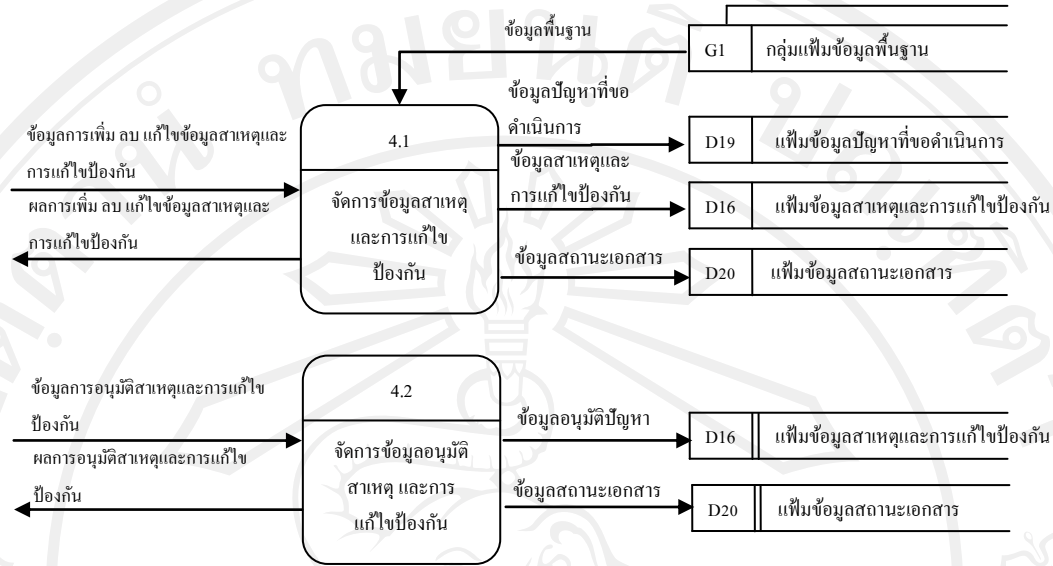 ข้อมูลพื้นฐาน
G1 กลุ่มแฟ้มข้อมูลพื้นฐาน
ข้อมูลปัญหาที่ขอ
ดำเนินการ
ข้อมูลการเพิ่ม ลบ แก้ไขข้อมูลสาเหตุและ
การแก้ไขป้องกัน
4.1
D19 แฟ้มข้อมูลปัญหาที่ขอดำเนินการ
ข้อมูลสาเหตุและ
การแก้ไขป้องกัน
ผลการเพิ่ม ลบ แก้ไขข้อมูลสาเหตุและ
การแก้ไขป้องกัน
จัดการข้อมูลสาเหตุ
และการแก้ไข
ป้องกัน
D16 แฟ้มข้อมูลสาเหตุและการแก้ไขป้องกัน
ข้อมูลสถานะเอกสาร
D20 แฟ้มข้อมูลสถานะเอกสาร
ข้อมูลการอนุมัติสาเหตุและการแก้ไข
ป้องกัน
4.2
ข้อมูลอนุมัติปัญหา
D16 แฟ้มข้อมูลสาเหตุและการแก้ไขป้องกัน
ผลการอนุมัติสาเหตุและการแก้ไข
ป้องกัน
จัดการข้อมูลอนุมัติ
สาเหตุ และการ
แก้ไขป้องกัน
ข้อมูลสถานะเอกสาร
D20 แฟ้มข้อมูลสถานะเอกสาร